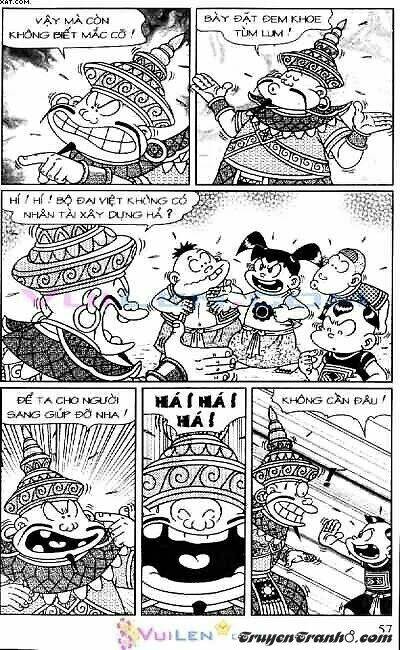 XAT.COM
VẬY MÀ CÒN
KHÔNG BIẾT MẮC CỠ!
BÀY ĐẶT ĐEM KHOE
TÙM LUM!
HÍ! HÍ! BỘ ĐẠI VIỆT KHÔNG CÓ
NHÂN TÀI XÂY DỰNG HẢ?
VUILEN.COM
ĐỂ TA CHO NGƯỜI
SANG GIÚP ĐỠ NHA!
HÁ! HÁ!
HÁ!
KHÔNG CẦN ĐÂU!
57
VUILEN
TruyenTranh8.com